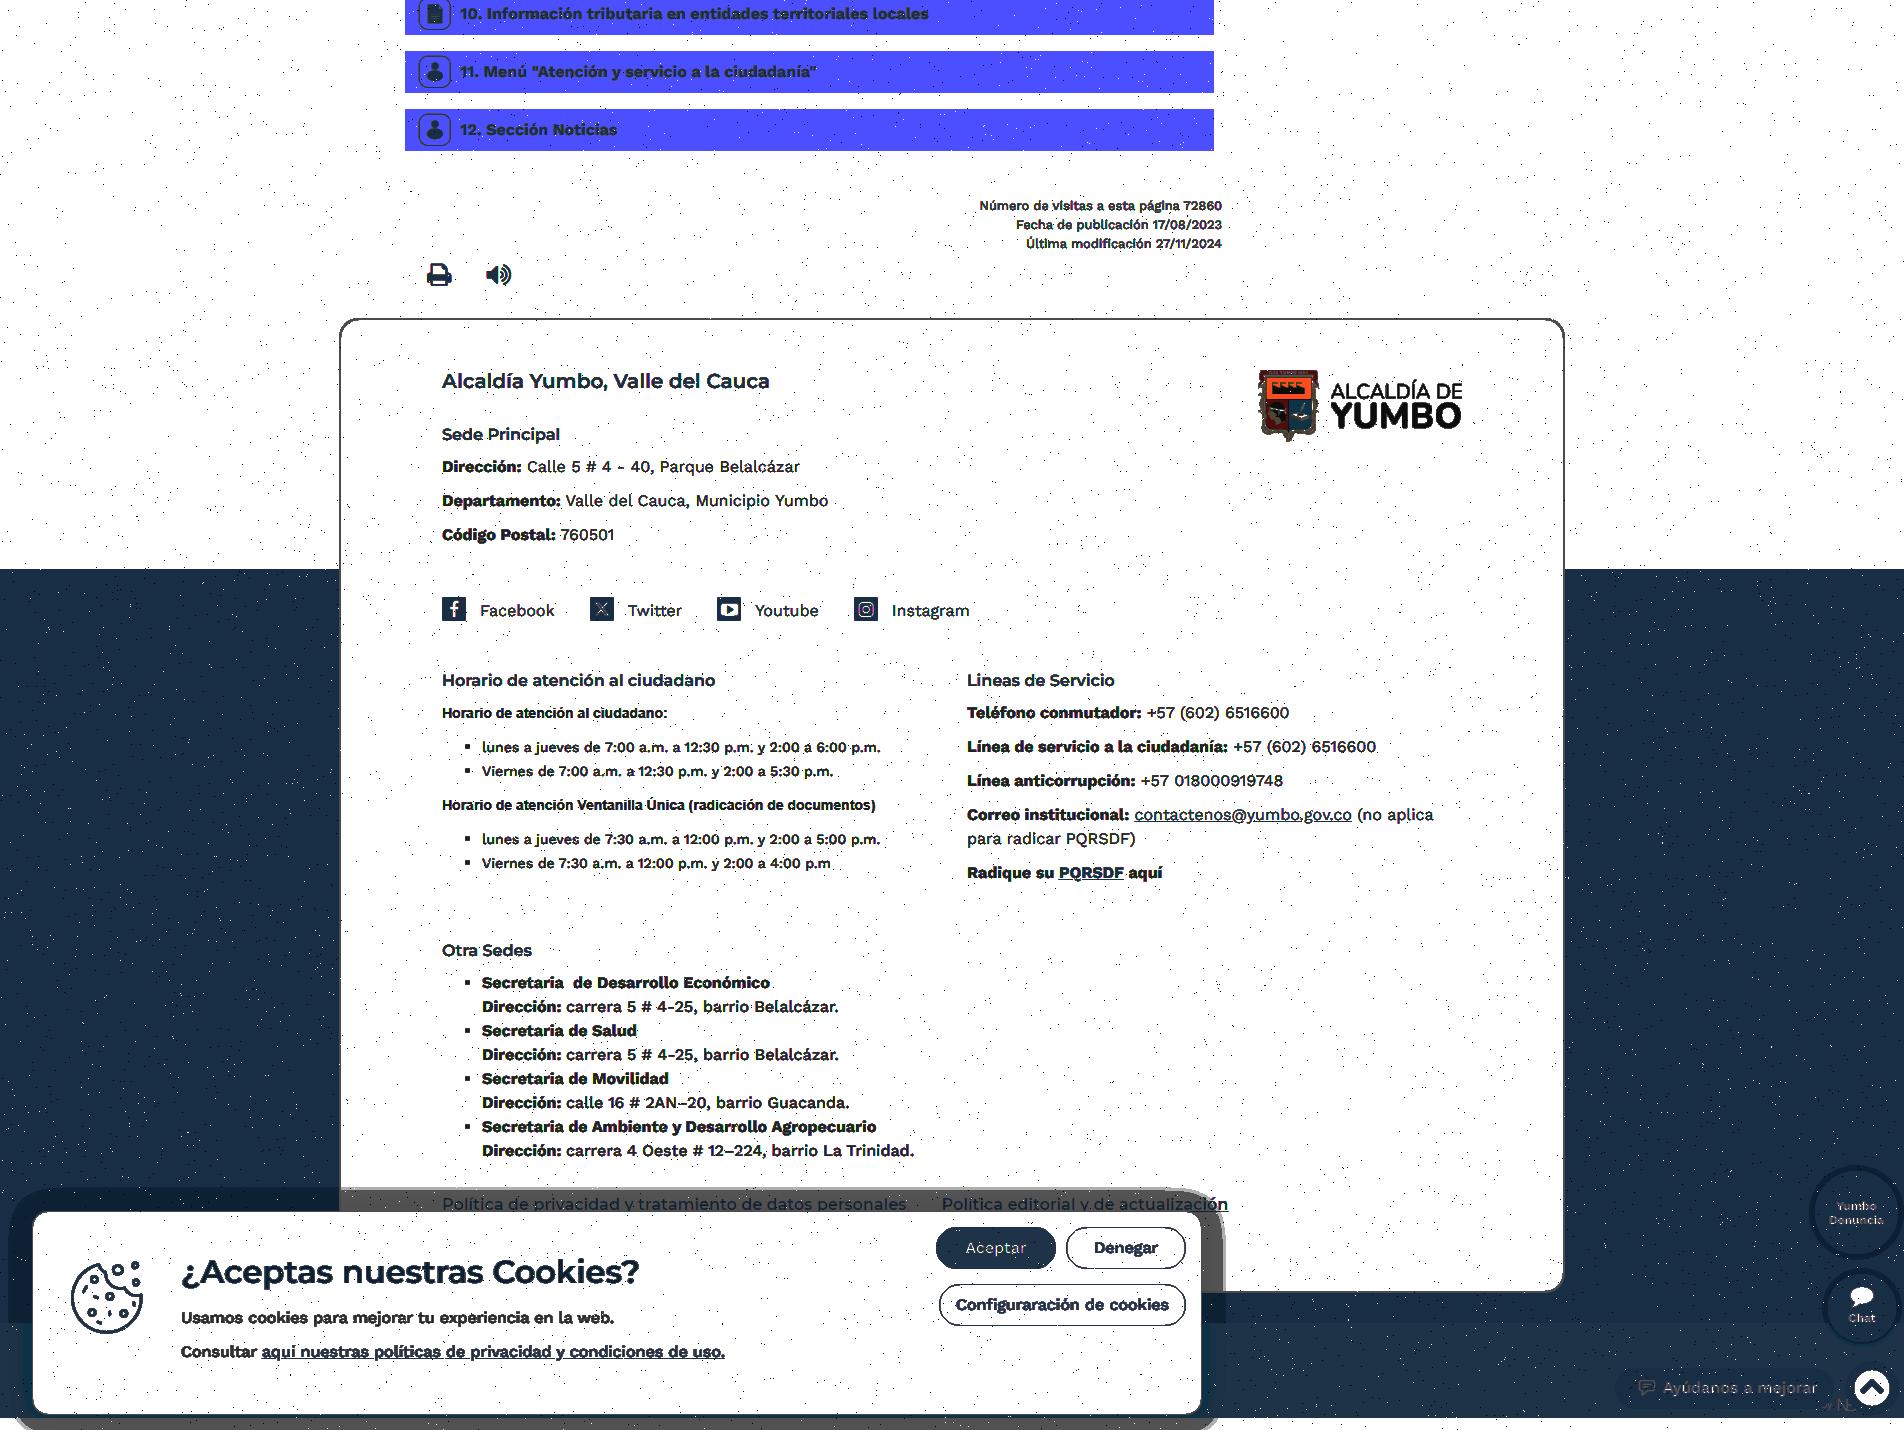 10. Información tributaria en entidades territoriales locales
11. Menú "Atención y servicio a la ciudadanía"
12. Sección Noticias
Número de visitas a esta página 72860
Fecha de publicación 17/08/2023
Última modificación 27/11/2024
Alcaldía Yumbo, Valle del Cauca
ALCALDÍA DE
YUMBO
Sede Principal
Dirección: Calle 5 # 4 - 40, Parque Belalcázar
Departamento: Valle del Cauca, Municipio Yumbo
Código Postal: 760501
Facebook Twitter Youtube Instagram
Horario de atención al ciudadano
Horario de atención al ciudadano:
▪ lunes a jueves de 7:00 a.m. a 12:30 p.m. y 2:00 a 6:00 p.m.
▪ Viernes de 7:00 a.m. a 12:30 p.m. y 2:00 a 5:30 p.m.
Horario de atención Ventanilla Única (radicación de documentos)
▪ lunes a jueves de 7:30 a.m. a 12:00 p.m. y 2:00 a 5:00 p.m.
▪ Viernes de 7:30 a.m. a 12:00 p.m. y 2:00 a 4:00 p.m
Lineas de Servicio
Teléfono conmutador: +57 (602) 6516600
Línea de servicio a la ciudadanía: +57 (602) 6516600
Línea anticorrupción: +57 018000919748
Correo institucional: contactenos@yumbo.gov.co (no aplica
para radicar PQRSDF)
Radique su PQRSDF aquí
Otra Sedes
▪ Secretaria de Desarrollo Económico
Dirección: carrera 5 # 4-25, barrio Belalcázar.
▪ Secretaria de Salud
Dirección: carrera 5 # 4-25, barrio Belalcázar.
▪ Secretaria de Movilidad
Dirección: calle 16 # 2AN–20, barrio Guacanda.
▪ Secretaria de Ambiente y Desarrollo Agropecuario
Dirección: carrera 4 Oeste # 12–224, barrio La Trinidad.
Política de privacidad y tratamiento de datos personales Politica editorial y de actualización
¿Aceptas nuestras Cookies?
Usamos cookies para mejorar tu experiencia en la web.
Consultar aquí nuestras políticas de privacidad y condiciones de uso.
Aceptar Denegar
Configuraración de cookies
Yumbo
Denuncia
Chat
Ayúdanos a mejorar